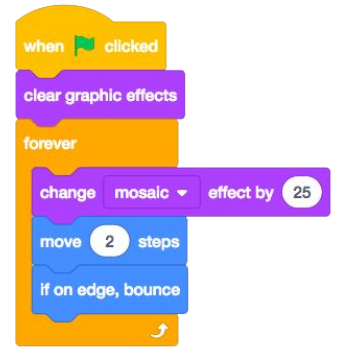 when clicked
clear graphic effects
forever
change mosaic effect by 25
move 2 steps
if on edge, bounce